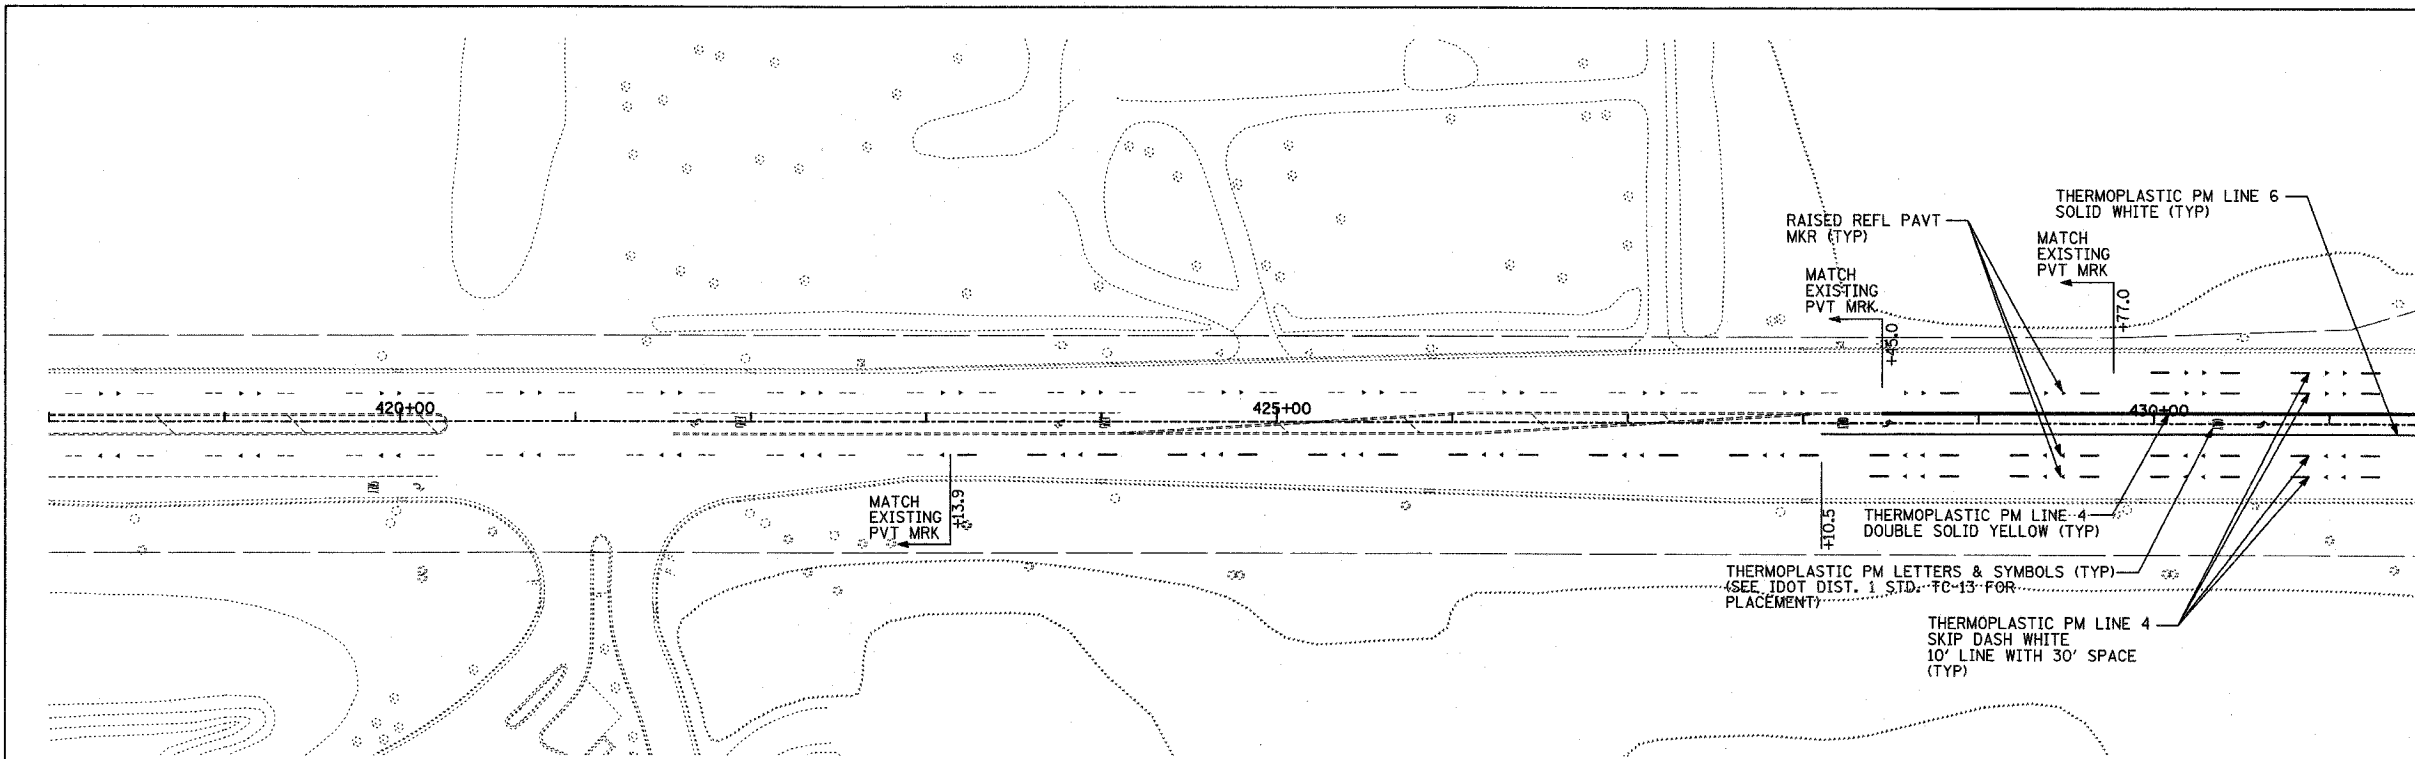 THERMOPLASTIC PM LINE 6
SOLID WHITE (TYP)
RAISED REFL PAVT
MKR (TYP)
MATCH
EXISTING
PVT MRK
+77.0
MATCH
EXISTING
PVT MRK
+45.0
420+00
425+00
430+00
MATCH
EXISTING
PVT MRK
+13.9
+10.5
THERMOPLASTIC PM LINE 4
DOUBLE SOLID YELLOW (TYP)
THERMOPLASTIC PM LETTERS & SYMBOLS (TYP)
(SEE IDOT DIST. 1 STD. TC-13 FOR
PLACEMENT)
THERMOPLASTIC PM LINE 4
SKIP DASH WHITE
10' LINE WITH 30' SPACE
(TYP)